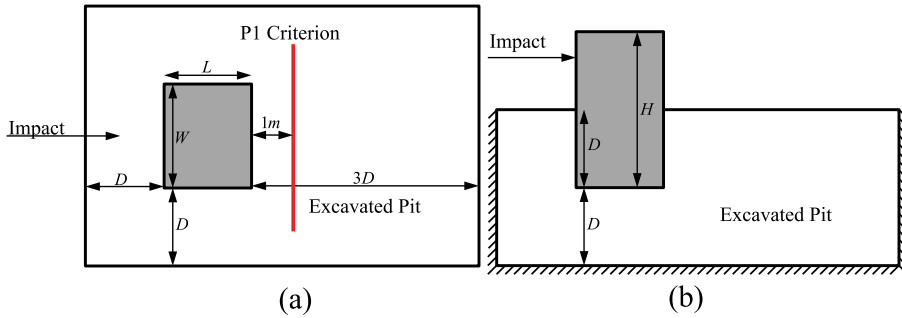 P1 Criterion
L
1m
W
Impact
D
3D
D
Excavated Pit
(a)
Impact
H
D
D
Excavated Pit
(b)